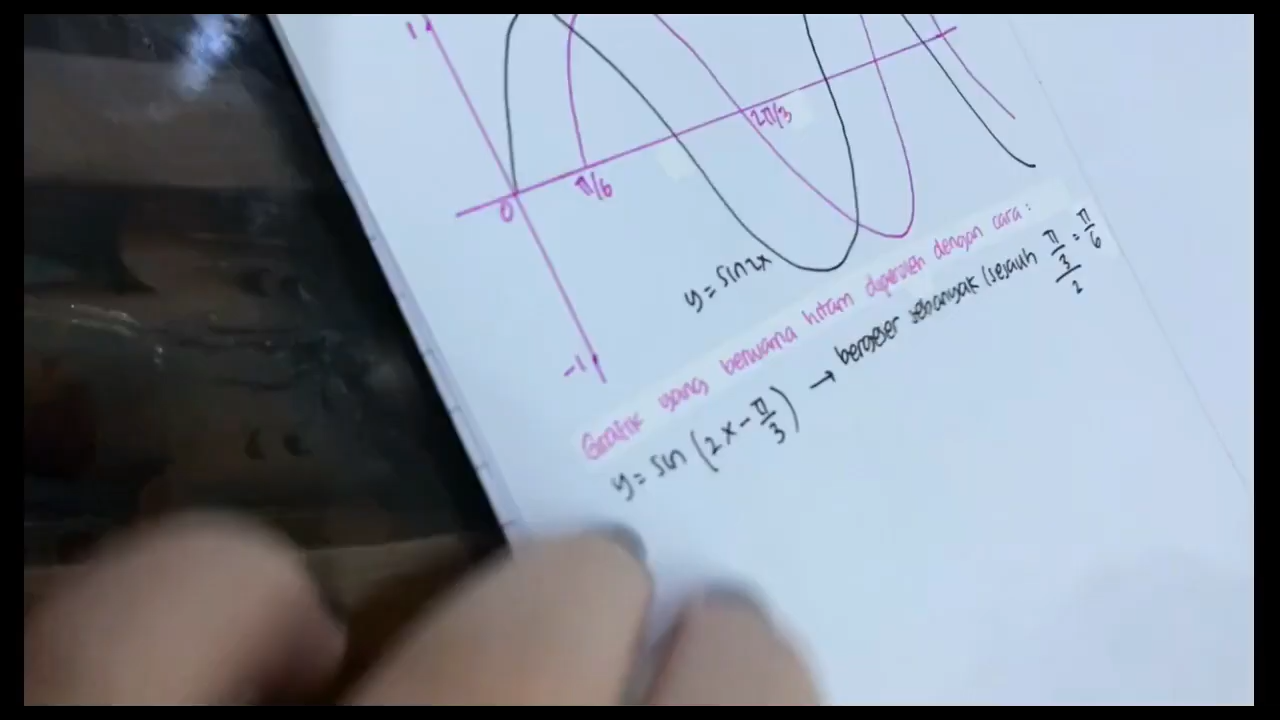 1
2π/3
π/6
0
y = sin 2x
-1
Grafik yang berwarna hitam diperoleh dengan cara :
y = sin (2x - π/3) → bergeser sebanyak (sejauh π/3/2 = π/6